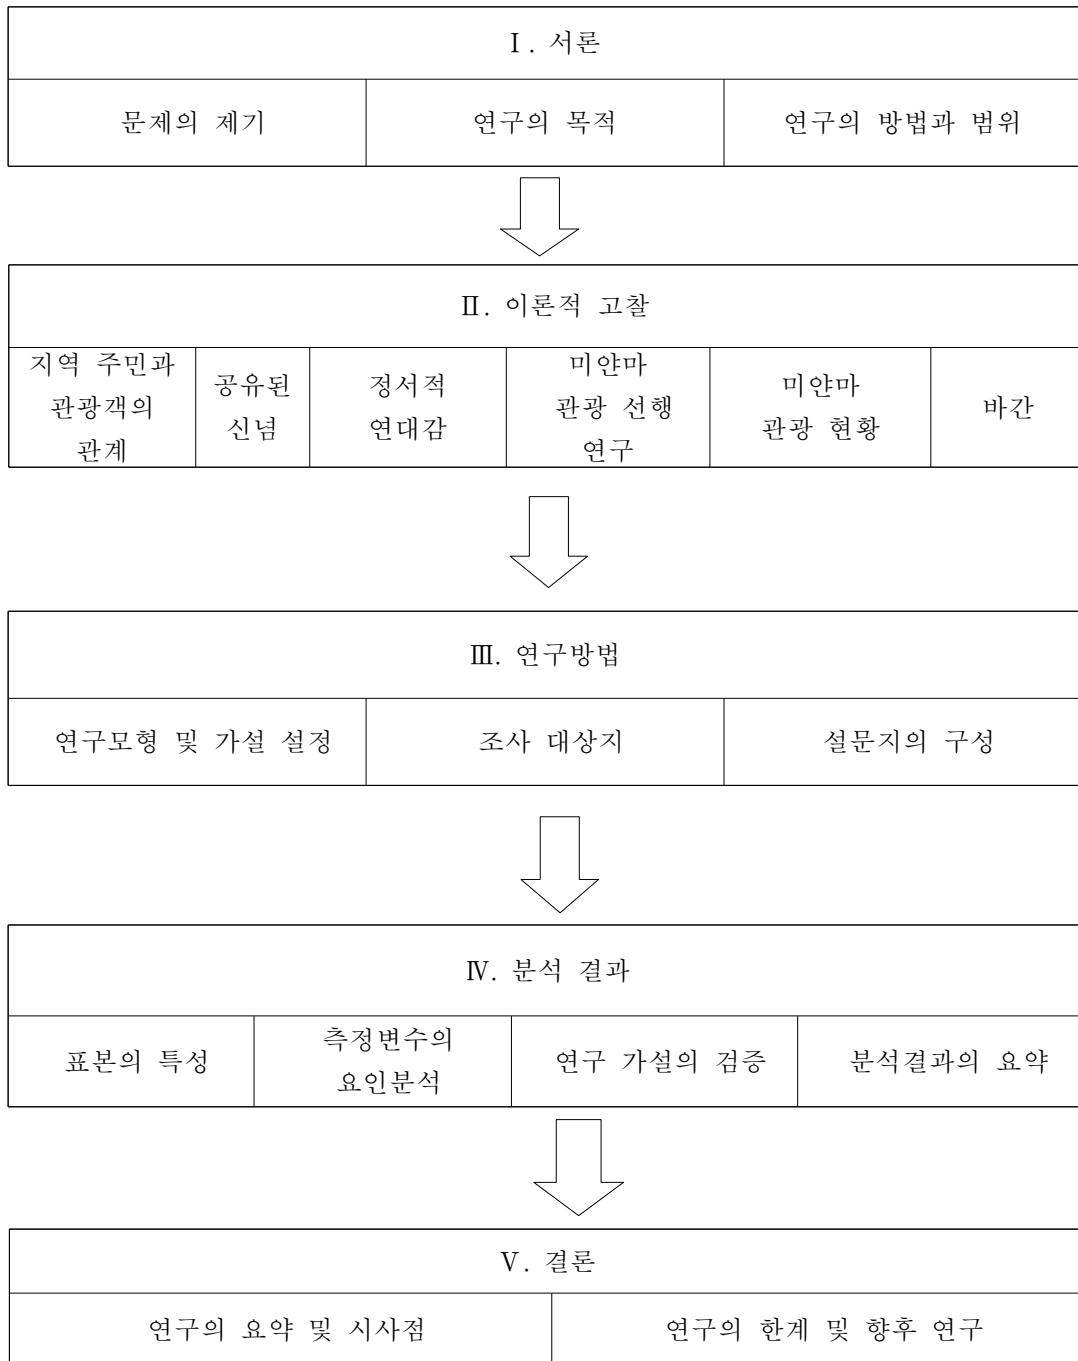 Ⅰ. 서론
문제의 제기
연구의 목적
연구의 방법과 범위
Ⅱ. 이론적 고찰
지역 주민과
관광객의
관계
공유된
신념
정서적
연대감
미얀마
관광 선행
연구
미얀마
관광 현황
바간
Ⅲ. 연구방법
연구모형 및 가설 설정
조사 대상지
설문지의 구성
Ⅳ. 분석 결과
표본의 특성
측정변수의
요인분석
연구 가설의 검증
분석결과의 요약
Ⅴ. 결론
연구의 요약 및 시사점
연구의 한계 및 향후 연구